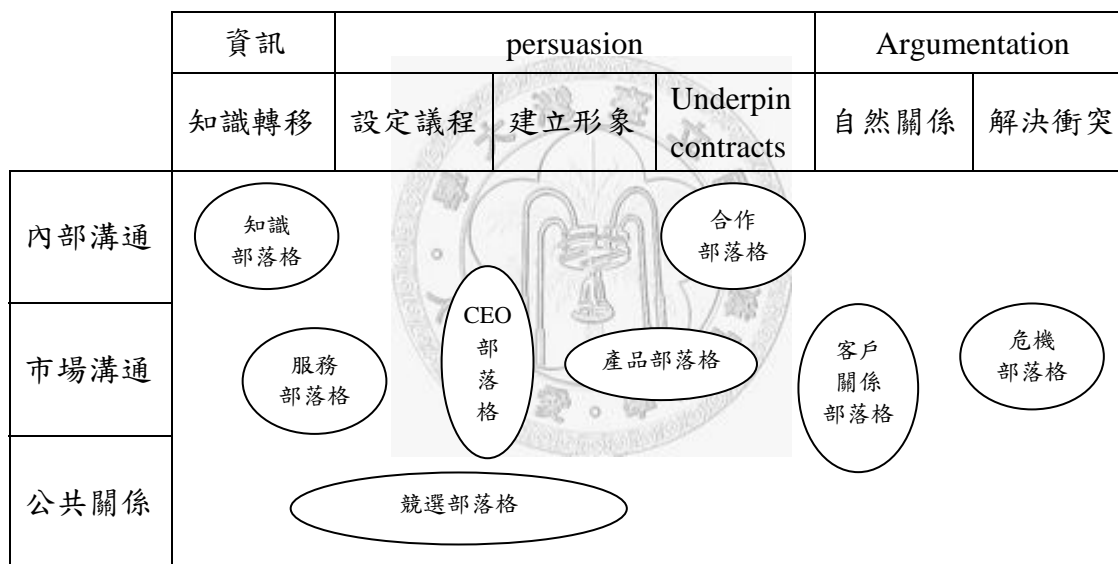 資訊
persuasion
Argumentation
知識轉移
設定議程
建立形象
Underpin
contracts
自然關係
解決衝突
內部溝通
知識
部落格
合作
部落格
市場溝通
服務
部落格
CEO
部
落
格
產品部落格
客戶
關係
部落格
危機
部落格
公共關係
競選部落格